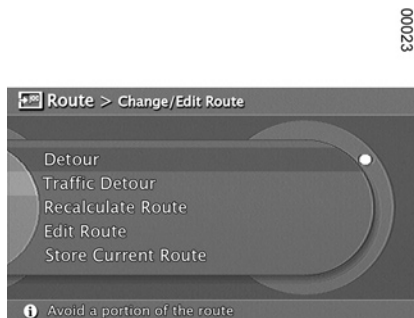 00023
Route > Change/Edit Route
Detour
Traffic Detour
Recalculate Route
Edit Route
Store Current Route
Avoid a portion of the route